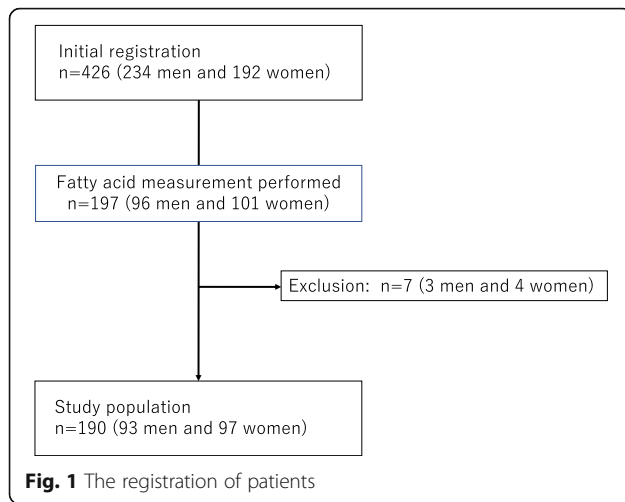 Initial registration
n=426 (234 men and 192 women)
Fatty acid measurement performed
n=197 (96 men and 101 women)
Exclusion: n=7 (3 men and 4 women)
Study population
n=190 (93 men and 97 women)
Fig. 1 The registration of patients